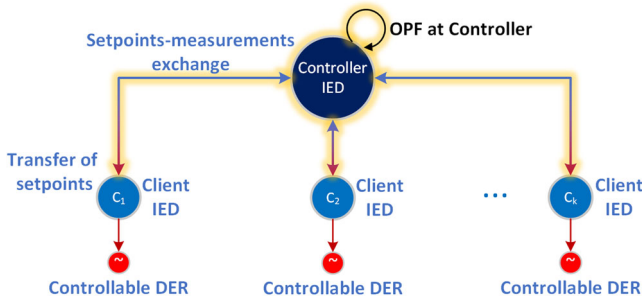 OPF at Controller
Setpoints-measurements
exchange
Controller
IED
Transfer of
setpoints
C1
Client
IED
C2
Client
IED
...
Ck
Client
IED
~
~
~
Controllable DER
Controllable DER
Controllable DER